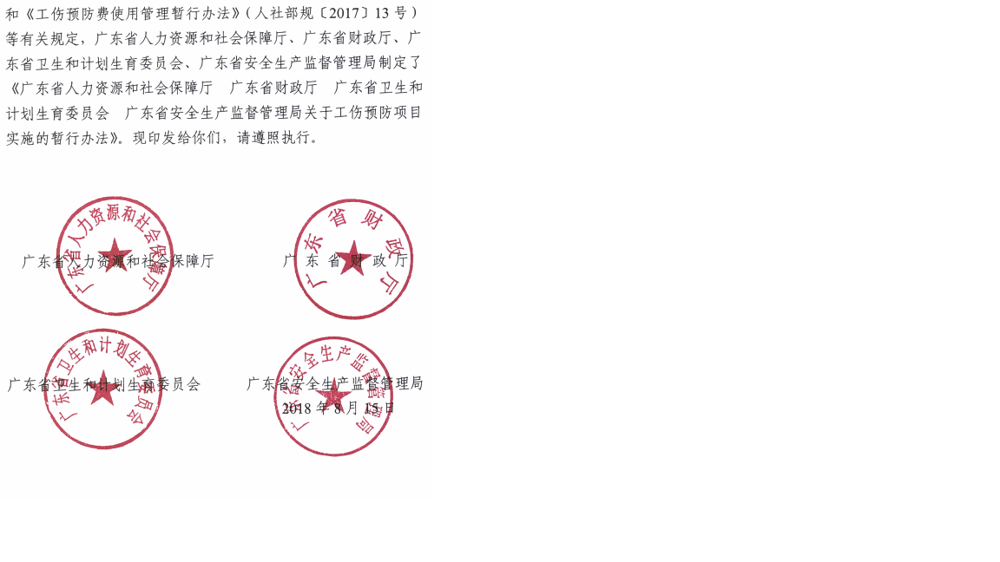 和《工伤预防费使用管理暂行办法》（人社部规〔2017〕13 号）
等有关规定，广东省人力资源和社会保障厅、广东省财政厅、广
东省卫生和计划生育委员会、广东省安全生产监督管理局制定了
《广东省人力资源和社会保障厅　广东省财政厅　广东省卫生和
计划生育委员会　广东省安全生产监督管理局关于工伤预防项目
实施的暂行办法》。现印发给你们，请遵照执行。
广东省人力资源和社会保障厅
广东省人力资源和社会保障厅
广东省财政厅
广 东 省 财 政 厅
广东省卫生和计划生育委员会
广东省卫生和计划生育委员会
广东省安全生产监督管理局
广东省安全生产监督管理局
2018 年 8 月 15 日